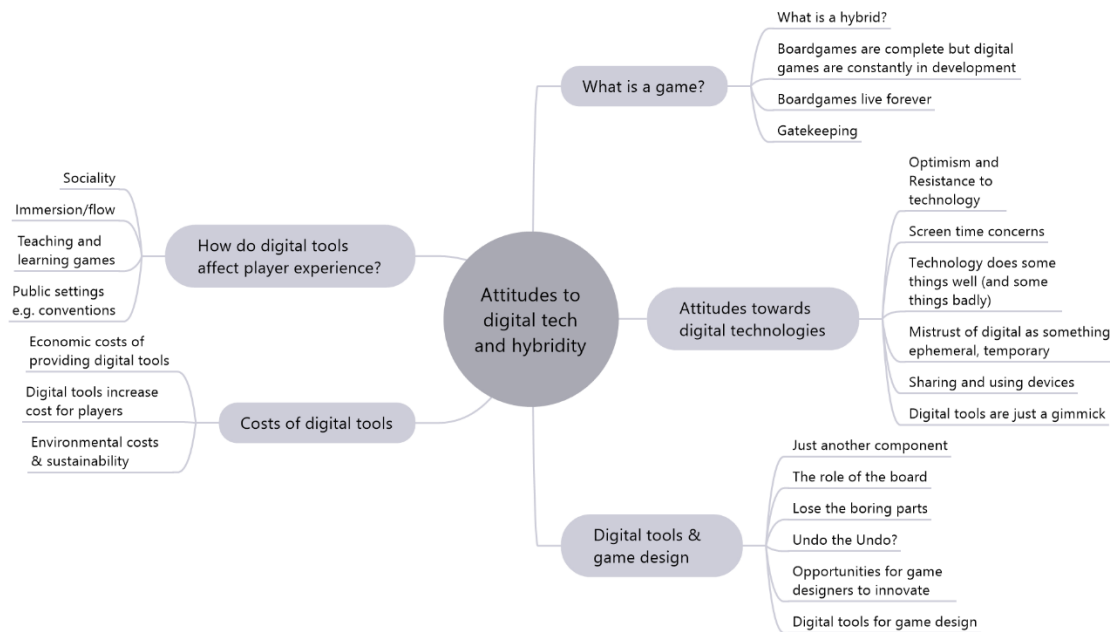 Attitudes to
digital tech
and hybridity
What is a game?
What is a hybrid?
Boardgames are complete but digital
games are constantly in development
Boardgames live forever
Gatekeeping
Attitudes towards
digital technologies
Optimism and
Resistance to
technology
Screen time concerns
Technology does some
things well (and some
things badly)
Mistrust of digital as something
ephemeral, temporary
Sharing and using devices
Digital tools are just a gimmick
Digital tools &
game design
Just another component
The role of the board
Lose the boring parts
Undo the Undo?
Opportunities for game
designers to innovate
Digital tools for game design
How do digital tools
affect player experience?
Sociality
Immersion/flow
Teaching and
learning games
Public settings
e.g. conventions
Costs of digital tools
Economic costs of
providing digital tools
Digital tools increase
cost for players
Environmental costs
& sustainability